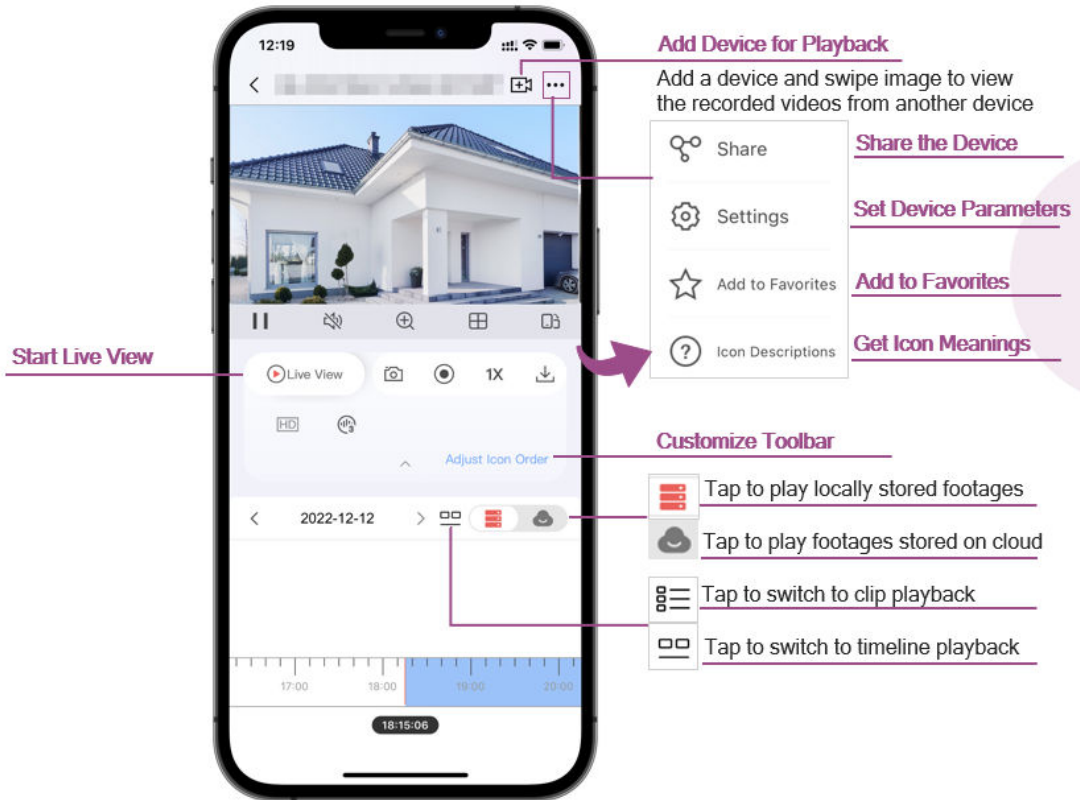 12:19
Add Device for Playback
Add a device and swipe image to view
the recorded videos from another device
Share
Share the Device
Settings
Set Device Parameters
Add to Favorites
Add to Favorites
Icon Descriptions
Get Icon Meanings
Start Live View
Live View
1X
HD
3
Adjust Icon Order
Customize Toolbar
Tap to play locally stored footages
2022-12-12
Tap to play footages stored on cloud
Tap to switch to clip playback
Tap to switch to timeline playback
17:00
18:00
19:00
20:00
18:15:06